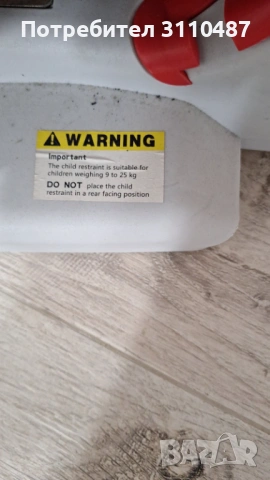 Потребител 3110487
WARNING
Important
The child restraint is suitable for
children weighing 9 to 25 kg
DO NOT place the child
restraint in a rear facing position
BAZAR